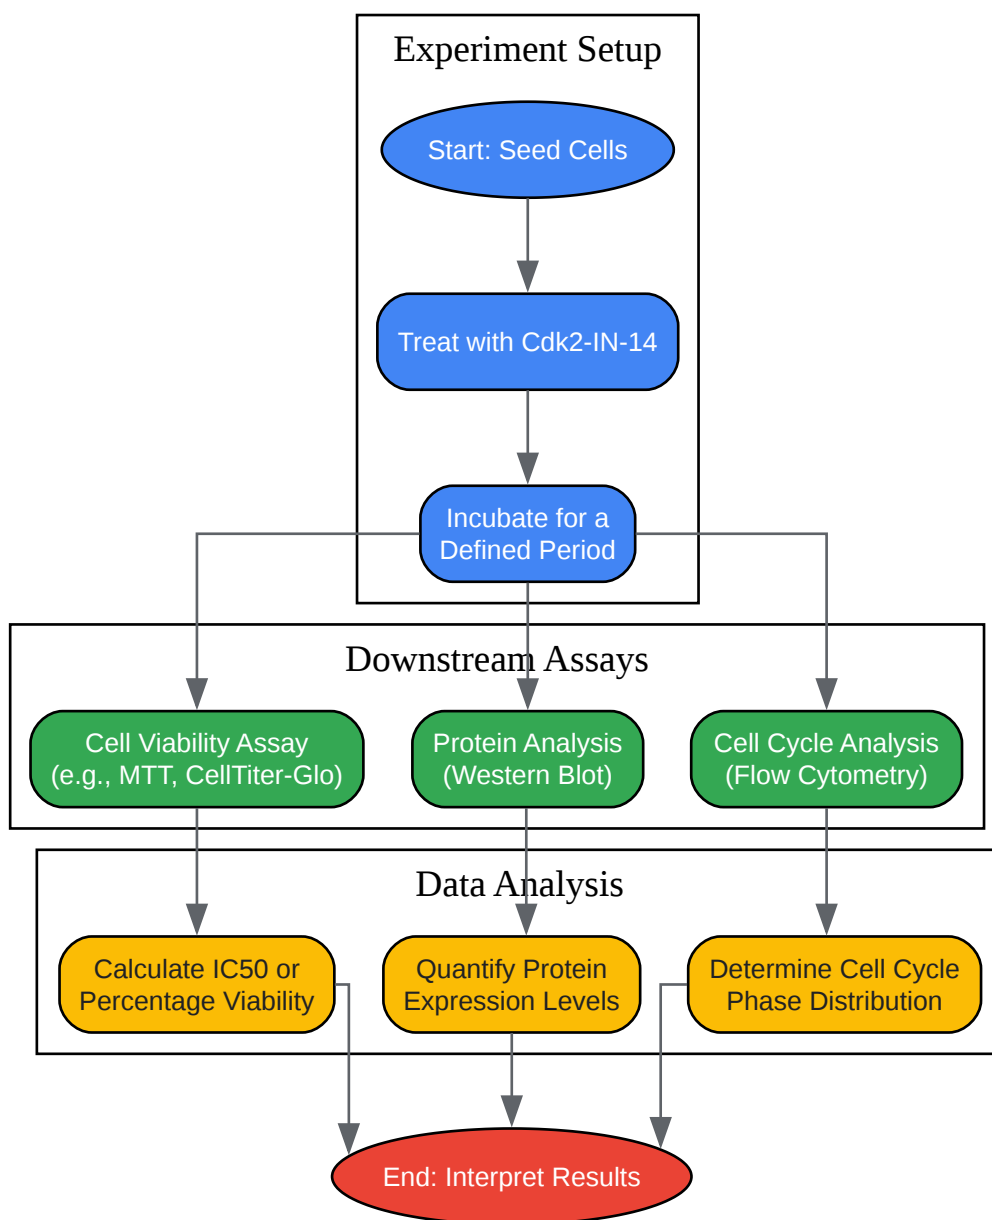 Experiment Setup
Start: Seed Cells
Treat with Cdk2-IN-14
Incubate for a
Defined Period
Downstream Assays
Cell Viability Assay
(e.g., MTT, CellTiter-Glo)
Protein Analysis
(Western Blot)
Cell Cycle Analysis
(Flow Cytometry)
Data Analysis
Calculate IC50 or
Percentage Viability
Quantify Protein
Expression Levels
Determine Cell Cycle
Phase Distribution
End: Interpret Results